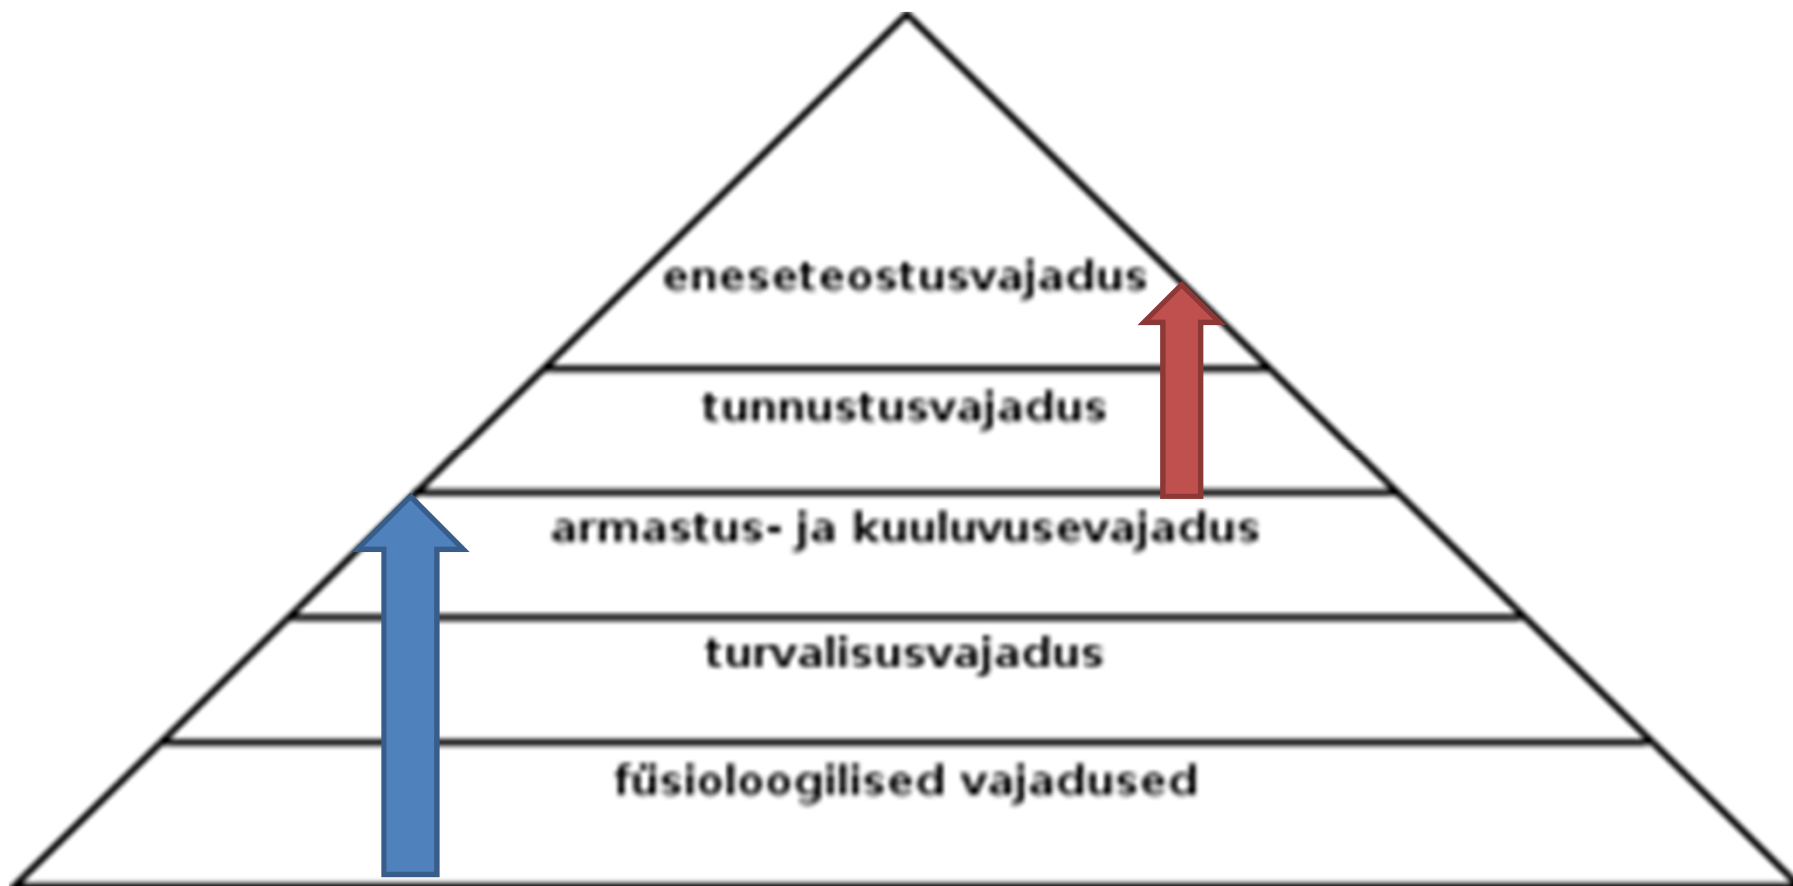 eneseteostusvajadus
tunnustusvajadus
armastus- ja kuuluvusevajadus
turvalisusvajadus
füsioloogilised vajadused